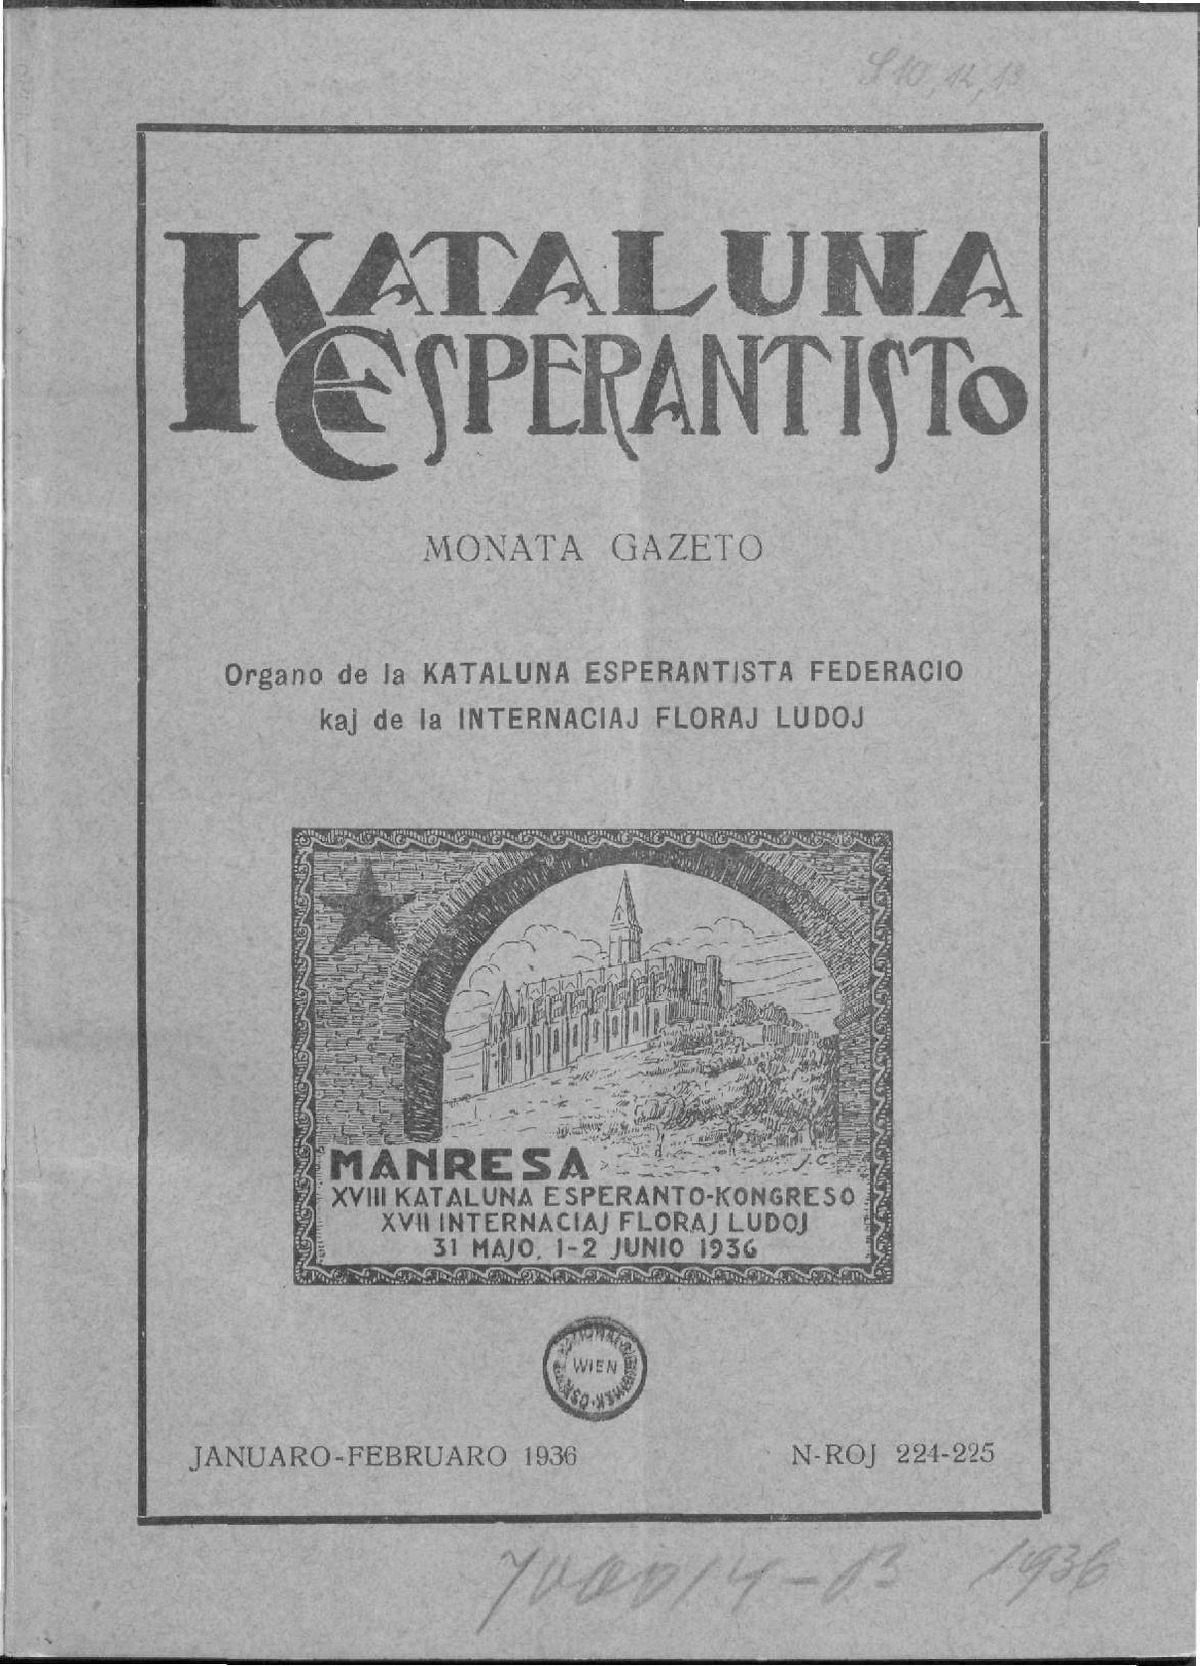 KATALUNA
ESPERANTISTO
MONATA GAZETO
Organo de la KATALUNA ESPERANTISTA FEDERACIO
kaj de la INTERNACIAJ FLORAJ LUDOJ
J.C.
MANRESA
XVIII KATALUNA ESPERANTO-KONGRESO
XVII INTERNACIAJ FLORAJ LUDOJ
31 MAJO, 1-2 JUNIO 1936
WIEN
JANUARO-FEBRUARO 1936
N-ROJ 224-225
1936